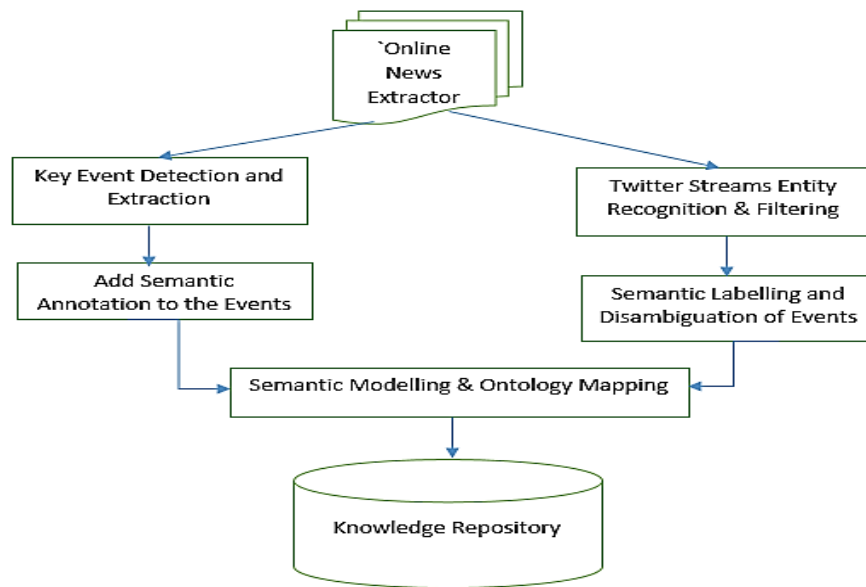 `Online
News
Extractor
Key Event Detection and
Extraction
Twitter Streams Entity
Recognition & Filtering
Add Semantic
Annotation to the Events
Semantic Labelling and
Disambiguation of Events
Semantic Modelling & Ontology Mapping
Knowledge Repository